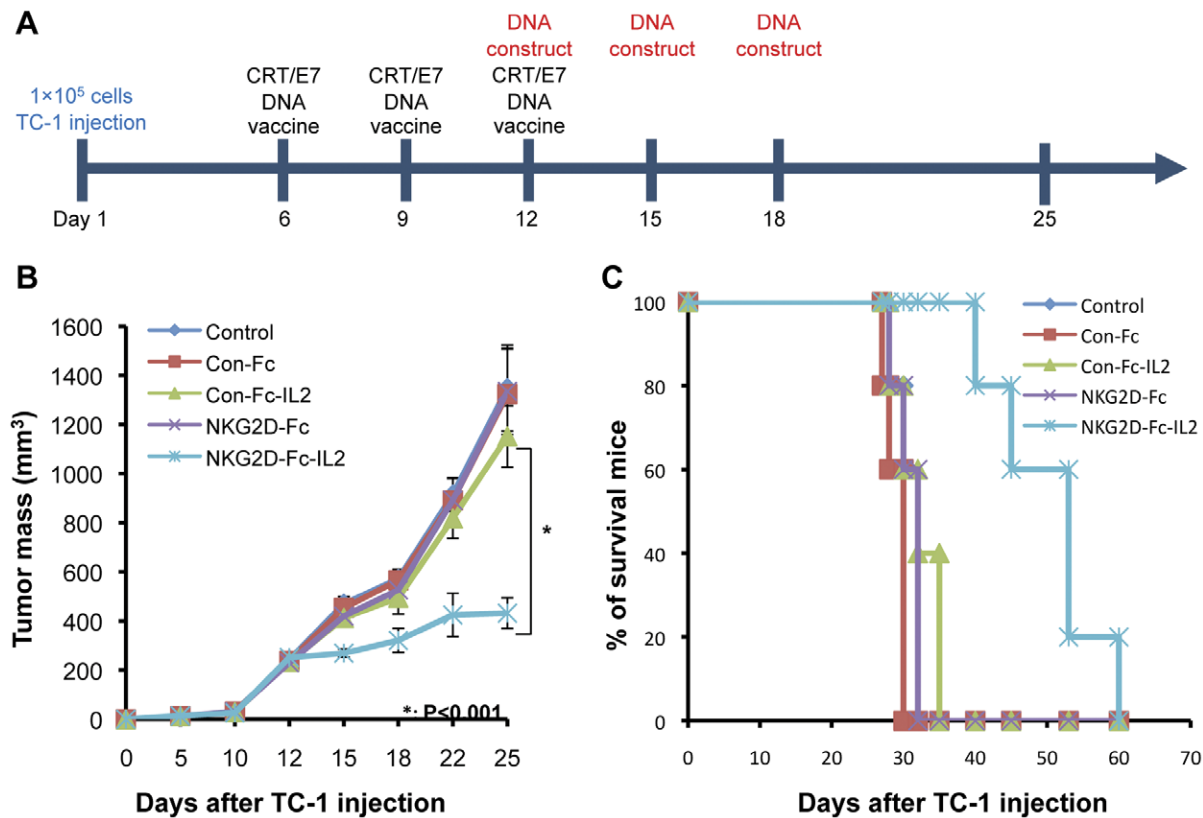 A
DNA
construct
DNA
construct
DNA
construct
1×10⁵ cells
TC-1 injection
CRT/E7
DNA
vaccine
CRT/E7
DNA
vaccine
CRT/E7
DNA
vaccine
Day 1
6
9
12
15
18
25
B
Tumor mass (mm³)
1600
1400
1200
1000
800
600
400
200
0
Control
Con-Fc
Con-Fc-IL2
NKG2D-Fc
NKG2D-Fc-IL2
*
*: P<0.001
0 5 10 12 15 18 22 25
Days after TC-1 injection
C
% of survival mice
100
80
60
40
20
0
Control
Con-Fc
Con-Fc-IL2
NKG2D-Fc
NKG2D-Fc-IL2
0 10 20 30 40 50 60 70
Days after TC-1 injection